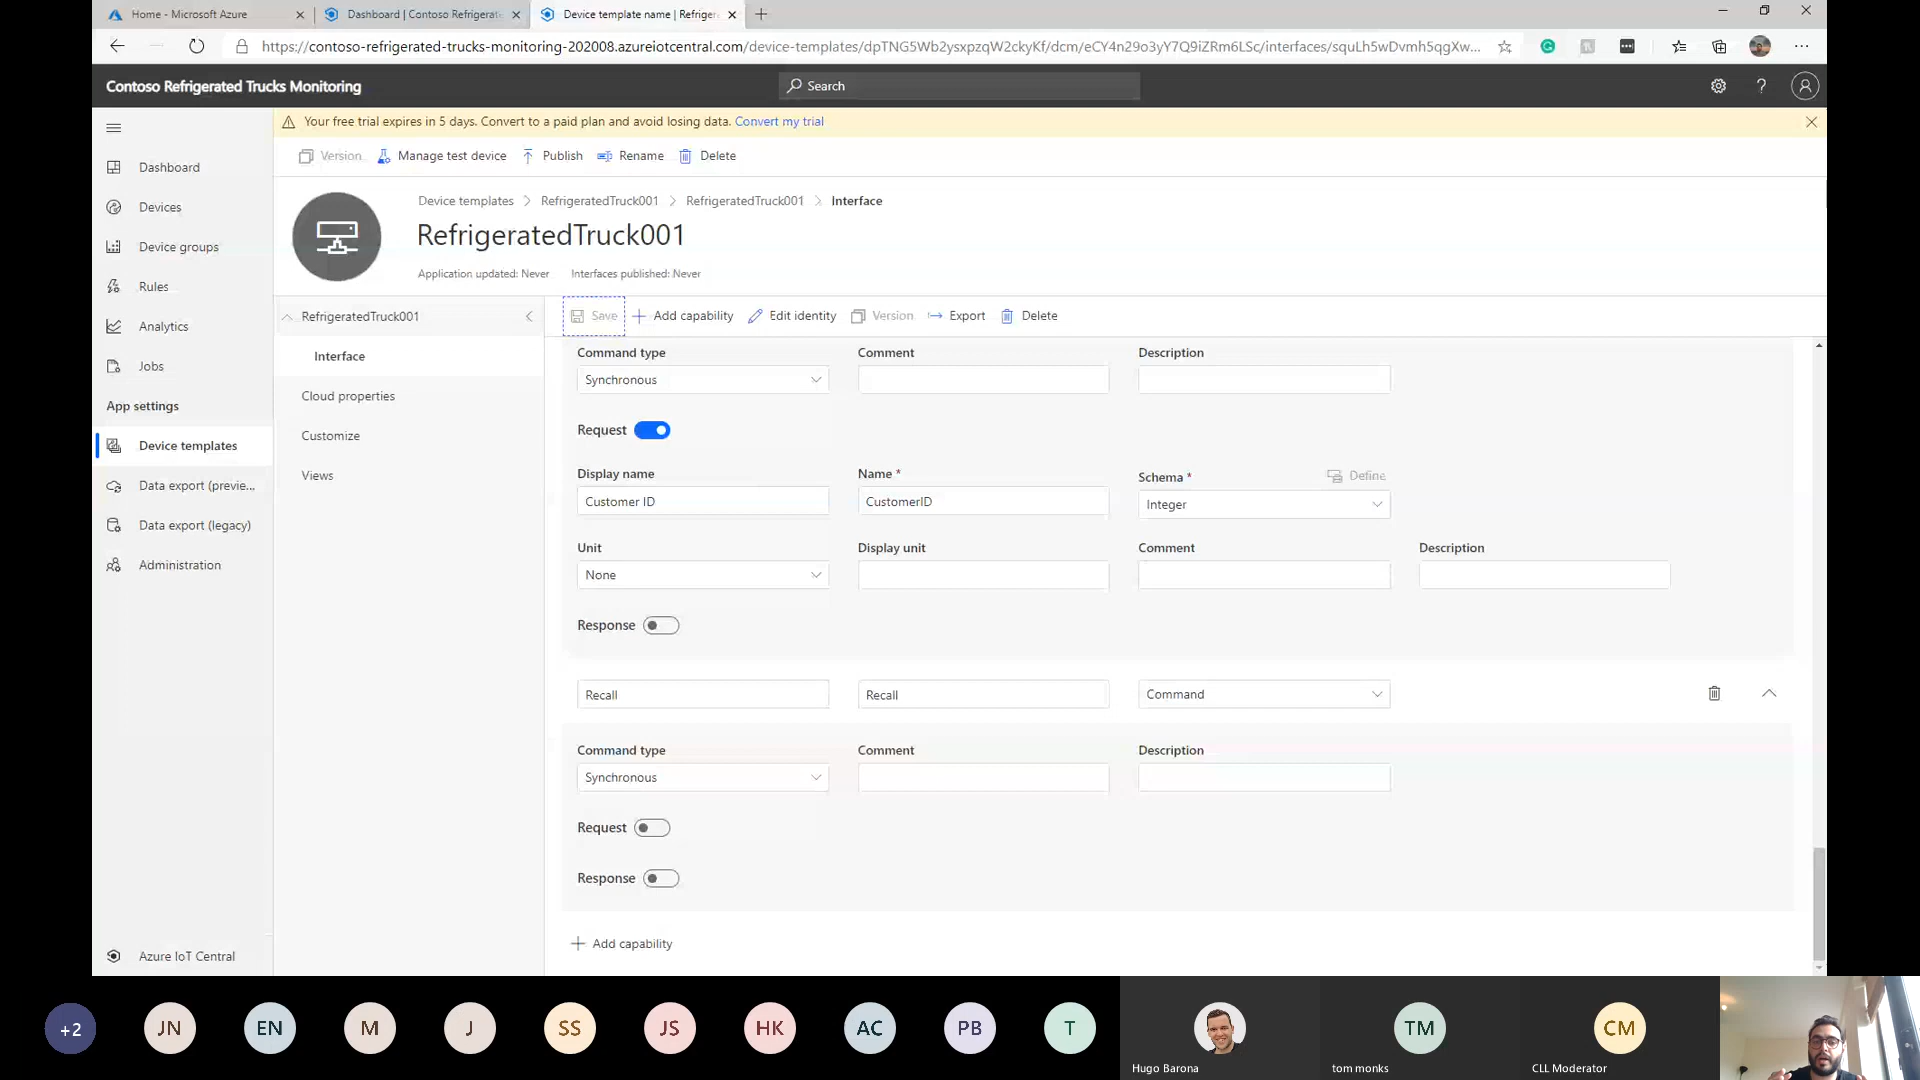 Home - Microsoft Azure
Dashboard | Contoso Refrigerate
Device template name | Refriger
https://contoso-refrigerated-trucks-monitoring-202008.azureiotcentral.com/device-templates/dpTNG5Wb2ysxpzqW2ckyKf/dcm/eCY4n29o3yY7Q9iZRm6LSc/interfaces/squLh5wDvmh5qgXw...
Contoso Refrigerated Trucks Monitoring
Search
Your free trial expires in 5 days. Convert to a paid plan and avoid losing data. Convert my trial
Version Manage test device Publish Rename Delete
Dashboard
Devices
Device groups
Rules
Analytics
Jobs
App settings
Device templates
Data export (previe...
Data export (legacy)
Administration
Azure IoT Central
Device templates > RefrigeratedTruck001 > RefrigeratedTruck001 > Interface
RefrigeratedTruck001
Application updated: Never Interfaces published: Never
RefrigeratedTruck001
Interface
Cloud properties
Customize
Views
Save Add capability Edit identity Version Export Delete
Command type Comment Description
Synchronous
Request
Display name Name * Schema * Define
Customer ID CustomerID Integer
Unit Display unit Comment Description
None
Response
Recall Recall Command
Command type Comment Description
Synchronous
Request
Response
Add capability
+2 JN EN M J SS JS HK AC PB T TM CM
Hugo Barona tom monks CLL Moderator